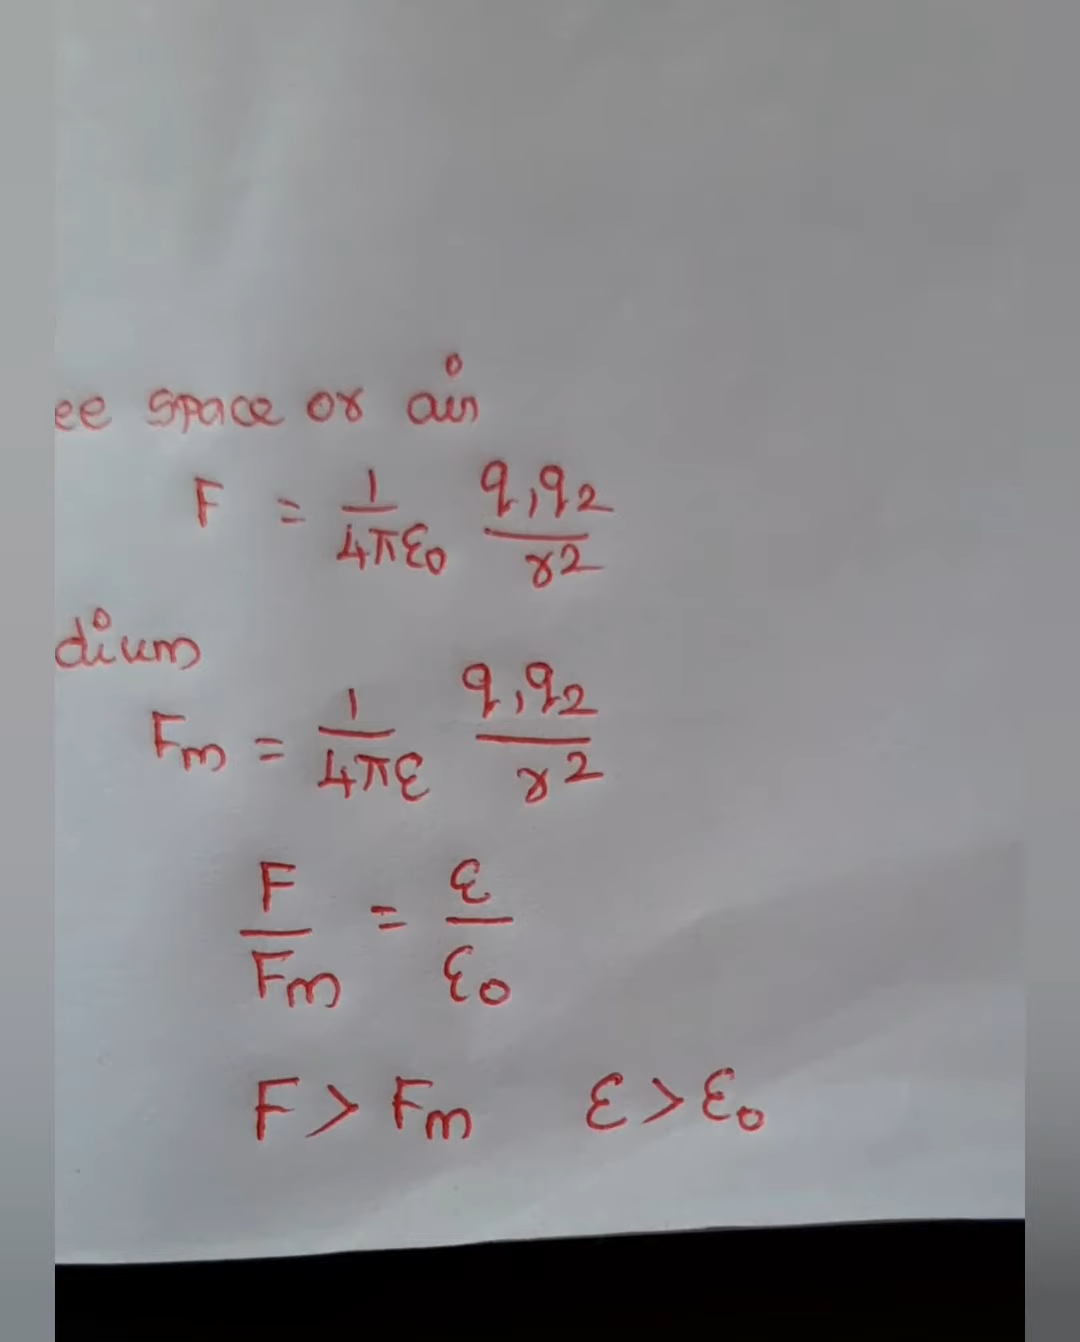 ee space or air
F = 1/4πε₀ q₁q₂/r²
dium
Fm = 1/4πε q₁q₂/r²
F/Fm = ε/ε₀
F > Fm ε > ε₀